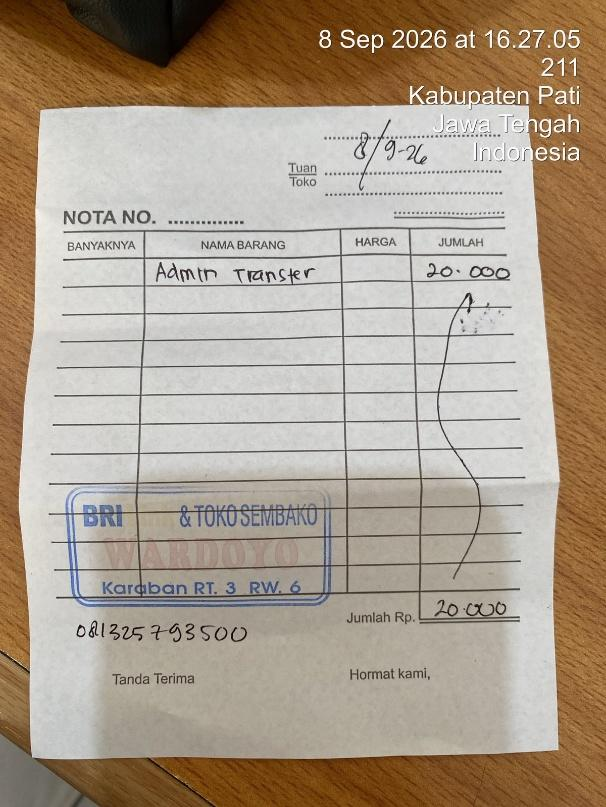 8 Sep 2026 at 16.27.05
211
Kabupaten Pati
Jawa Tengah
Indonesia
8/9-26
Tuan
Toko
NOTA NO. ..............
BANYAKNYA NAMA BARANG HARGA JUMLAH
Admin Transfer 20.000
BRI & TOKO SEMBAKO
WARDOYO
Karaban RT. 3 RW. 6
Jumlah Rp. 20.000
081325793500
Tanda Terima Hormat kami,